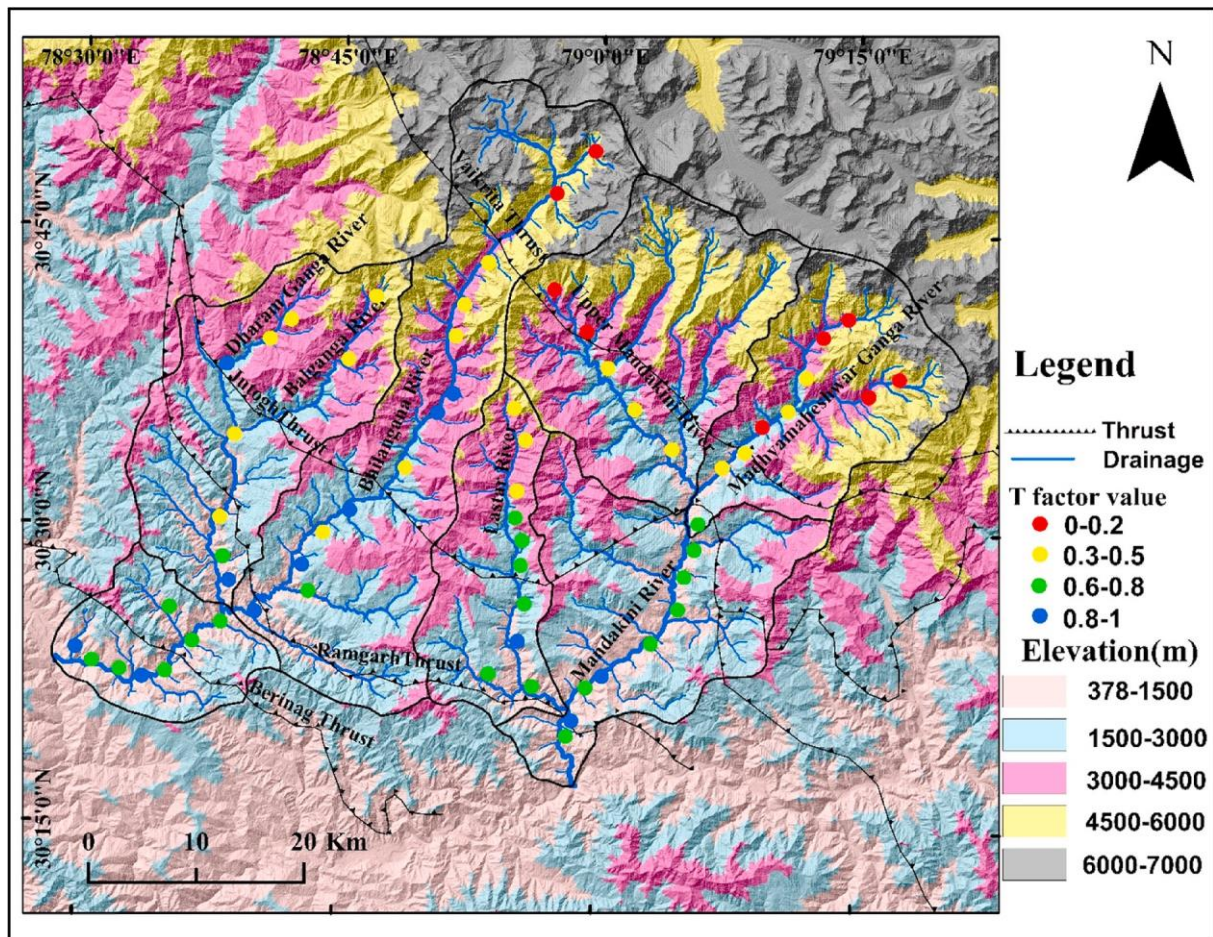 78°30'0"E
78°45'0"E
79°0'0"E
79°15'0"E
N
30°45'0"N
30°30'0"N
30°15'0"N
Vaikrita Thrust
Dharam Ganga River
Balganga River
Jutogh Thrust
Bhilangana River
Upper Mandakini River
Madhyamaheshwar Ganga River
Lastur River
Mandakini River
Ramgarh Thrust
Berinag Thrust
0 10 20 Km
Legend
Thrust
Drainage
T factor value
0-0.2
0.3-0.5
0.6-0.8
0.8-1
Elevation(m)
378-1500
1500-3000
3000-4500
4500-6000
6000-7000